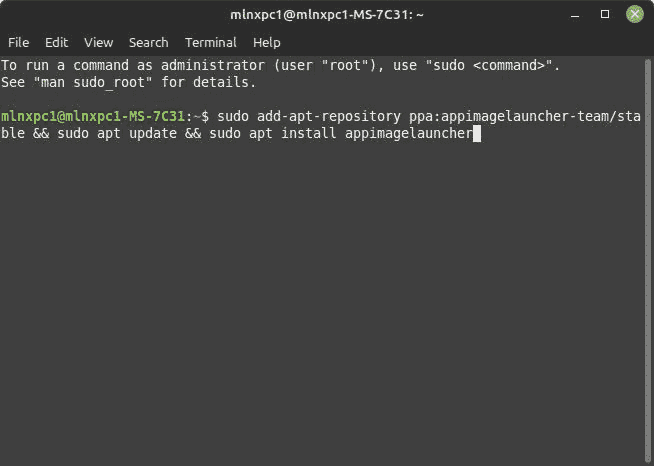 mlnxpc1@mlnxpc1-MS-7C31: ~
File Edit View Search Terminal Help
To run a command as administrator (user "root"), use "sudo <command>".
See "man sudo_root" for details.
mlnxpc1@mlnxpc1-MS-7C31:~$ sudo add-apt-repository ppa:appimagelauncher-team/sta
ble && sudo apt update && sudo apt install appimagelauncher